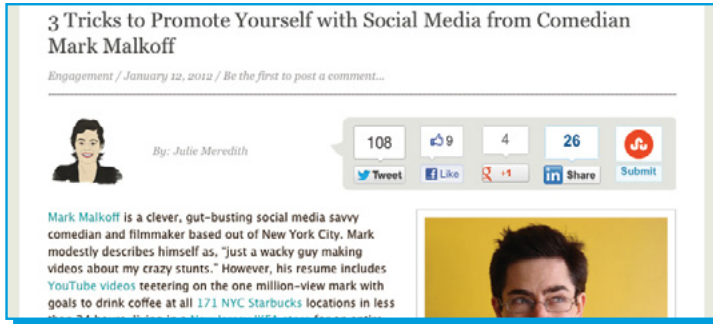 3 Tricks to Promote Yourself with Social Media from Comedian
Mark Malkoff
Engagement / January 12, 2012 / Be the first to post a comment...
By: Julie Meredith
108 9 4 26
Tweet Like +1 in Share Submit
Mark Malkoff is a clever, gut-busting social media savvy
comedian and filmmaker based out of New York City. Mark
modestly describes himself as, "just a wacky guy making
videos about my crazy stunts." However, his resume includes
YouTube videos teetering on the one million-view mark with
goals to drink coffee at all 171 NYC Starbucks locations in less